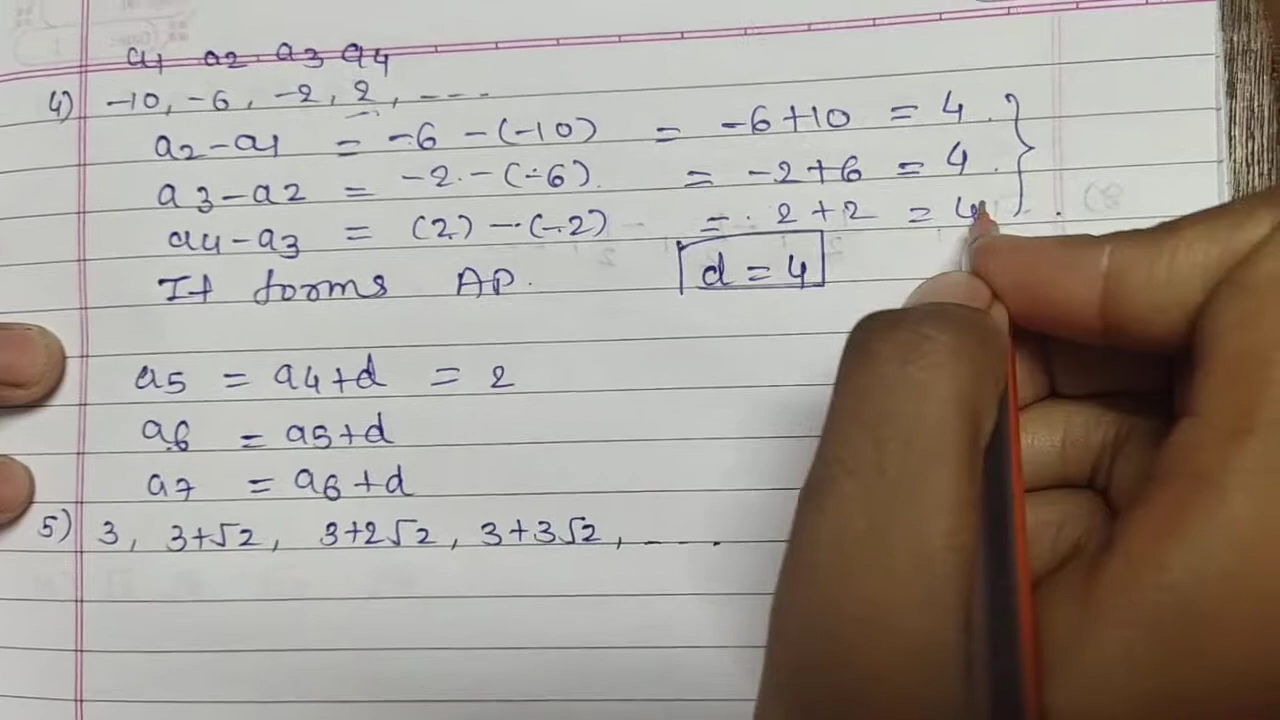 a1 a2 a3 a4
4) -10, -6, -2, 2, ----
a2-a1 = -6 -(-10) = -6+10 = 4
a3-a2 = -2 -(-6) = -2+6 = 4
a4-a3 = (2) -(-2) = 2+2 = 4
It forms AP. d = 4
a5 = a4+d = 2
a6 = a5+d
a7 = a6+d
5) 3, 3+√2, 3+2√2, 3+3√2, ----